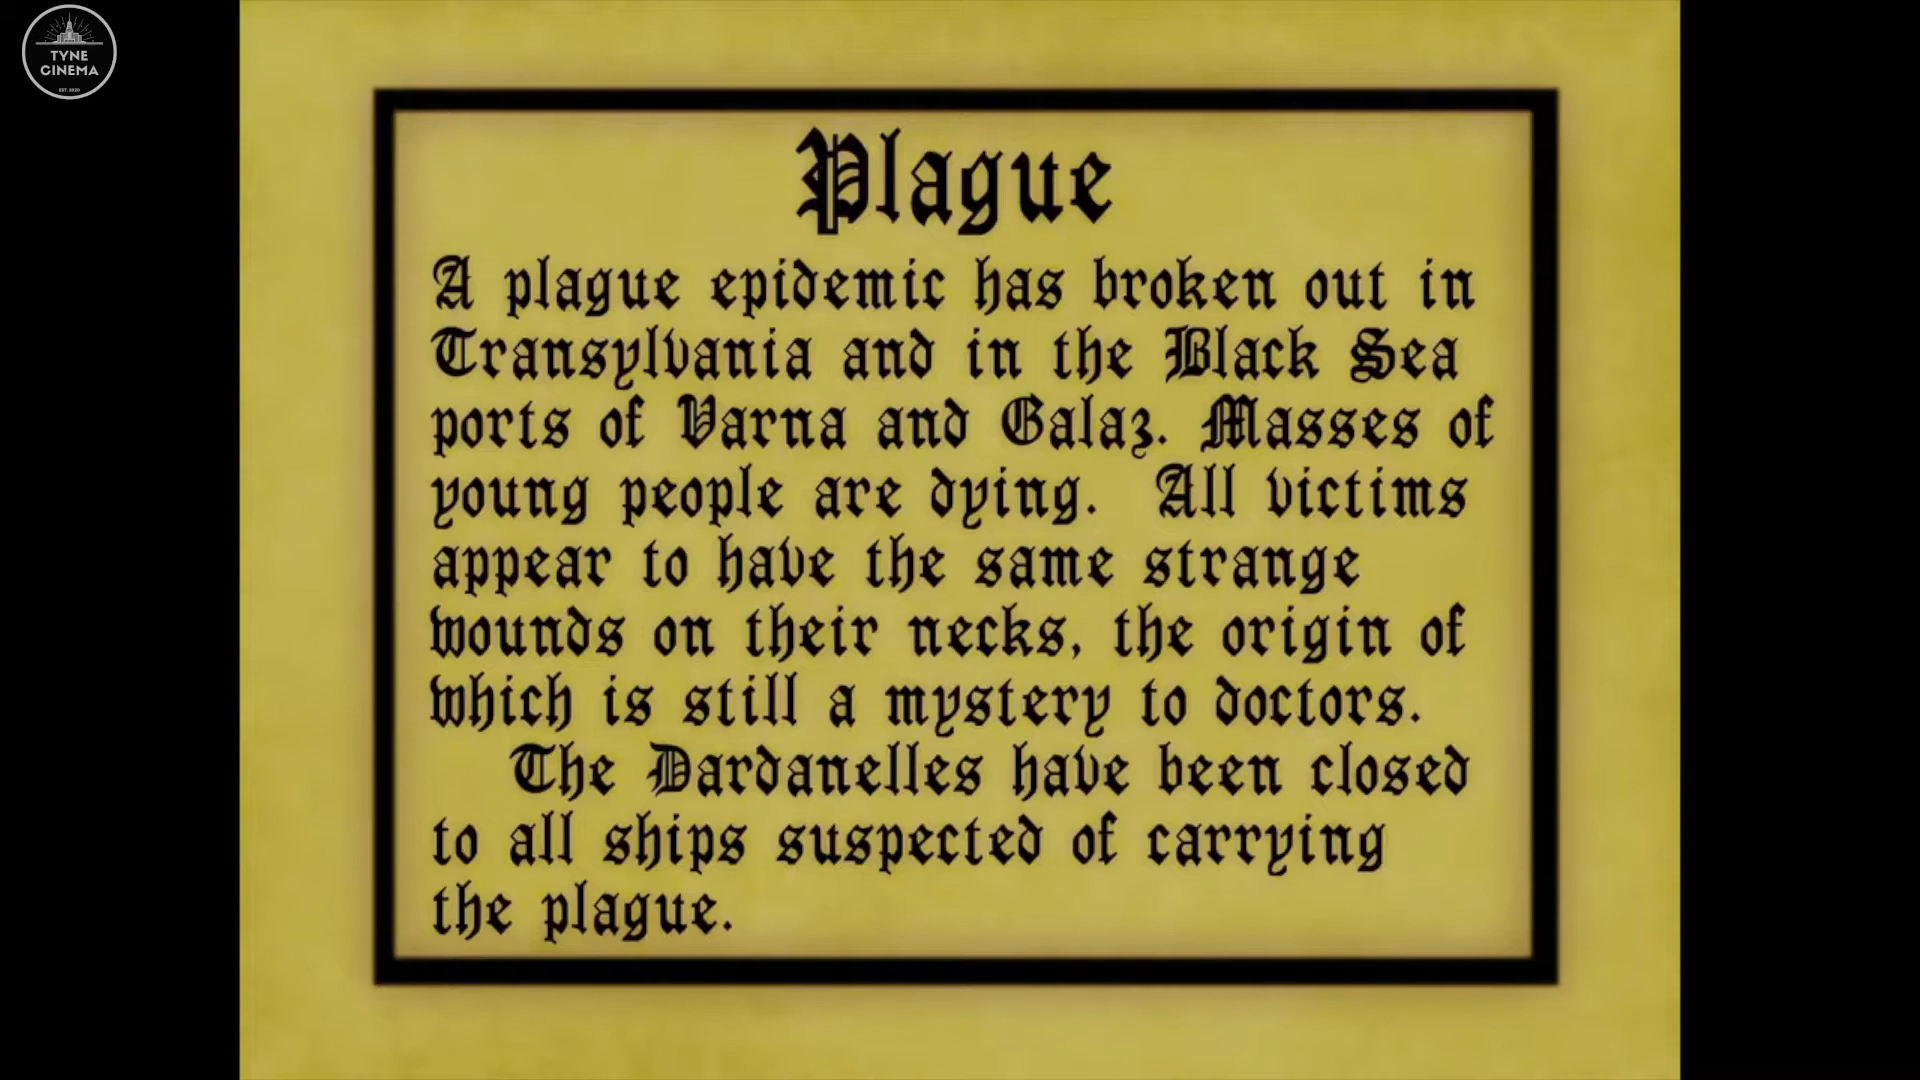 TYNE
CINEMA
EST. 2020
Plague
A plague epidemic has broken out in
Transylvania and in the Black Sea
ports of Varna and Galaz. Masses of
young people are dying. All victims
appear to have the same strange
wounds on their necks, the origin of
which is still a mystery to doctors.
The Dardanelles have been closed
to all ships suspected of carrying
the plague.